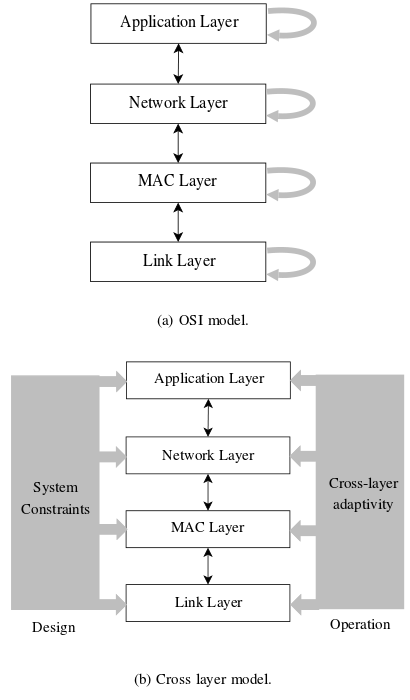 Application Layer
Network Layer
MAC Layer
Link Layer
(a) OSI model.
Application Layer
Network Layer
System
Constraints
Cross-layer
adaptivity
MAC Layer
Link Layer
Design
Operation
(b) Cross layer model.